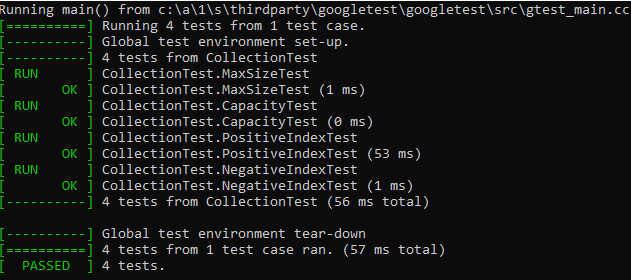 Running main() from c:\a\1\s\thirdparty\googletest\googletest\src\gtest_main.cc
[==========] Running 4 tests from 1 test case.
[----------] Global test environment set-up.
[----------] 4 tests from CollectionTest
[ RUN      ] CollectionTest.MaxSizeTest
[       OK ] CollectionTest.MaxSizeTest (1 ms)
[ RUN      ] CollectionTest.CapacityTest
[       OK ] CollectionTest.CapacityTest (0 ms)
[ RUN      ] CollectionTest.PositiveIndexTest
[       OK ] CollectionTest.PositiveIndexTest (53 ms)
[ RUN      ] CollectionTest.NegativeIndexTest
[       OK ] CollectionTest.NegativeIndexTest (1 ms)
[----------] 4 tests from CollectionTest (56 ms total)

[----------] Global test environment tear-down
[==========] 4 tests from 1 test case ran. (57 ms total)
[  PASSED  ] 4 tests.